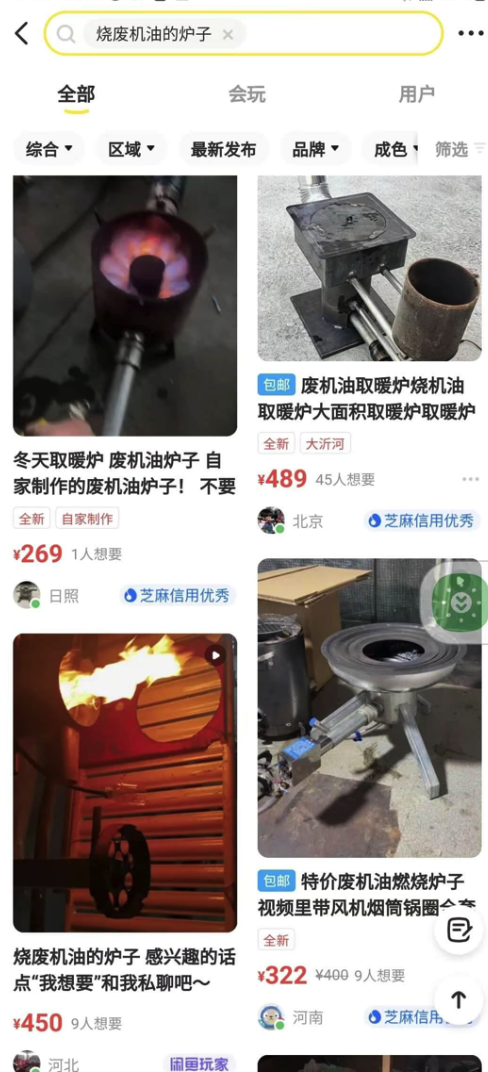 烧废机油的炉子 ×
全部
会玩
用户
综合
区域
最新发布
品牌
成色
筛选
冬天取暖炉 废机油炉子 自
家制作的废机油炉子！ 不要
全新 自家制作
¥269 1人想要
日照 芝麻信用优秀
包邮 废机油取暖炉烧机油
取暖炉大面积取暖炉取暖炉
全新 大沂河
¥489 45人想要
北京 芝麻信用优秀
烧废机油的炉子 感兴趣的话
点“我想要”和我私聊吧～
¥450 9人想要
河北 闲鱼玩家
包邮 特价废机油燃烧炉子
视频里带风机烟筒锅圈全套
全新
¥322 ¥400 9人想要
河南 芝麻信用